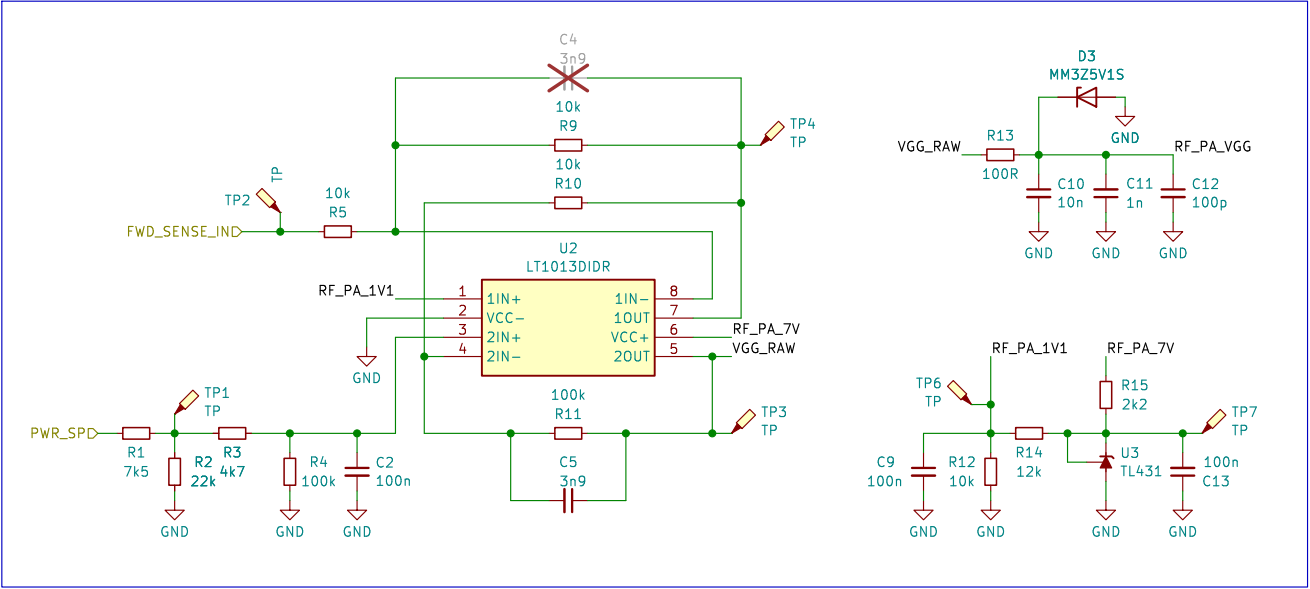 C4
3n9
10k
R9
TP4
TP
10k
R10
TP2
TP
10k
R5
FWD_SENSE_IN
U2
LT1013DIDR
RF_PA_1V1
1
1IN+
2
VCC-
3
2IN+
4
2IN-
1IN-
8
1OUT
7
VCC+
6
2OUT
5
RF_PA_7V
VGG_RAW
GND
TP1
TP
PWR_SP
R1
7k5
R2
22k
R3
4k7
R4
100k
C2
100n
GND
GND
GND
100k
R11
C5
3n9
TP3
TP
D3
MM3Z5V1S
GND
VGG_RAW
R13
100R
RF_PA_VGG
C10
10n
C11
1n
C12
100p
GND
GND
GND
RF_PA_1V1
RF_PA_7V
TP6
TP
R15
2k2
TP7
TP
C9
100n
R12
10k
R14
12k
U3
TL431
100n
C13
GND
GND
GND
GND